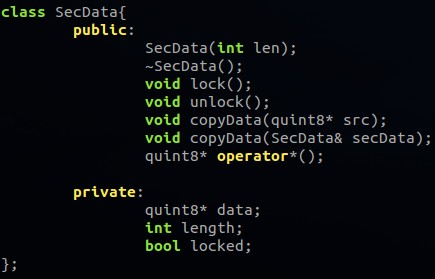 class SecData{
        public:
                SecData(int len);
                ~SecData();
                void lock();
                void unlock();
                void copyData(quint8* src);
                void copyData(SecData& secData);
                quint8* operator*();

        private:
                quint8* data;
                int length;
                bool locked;
};